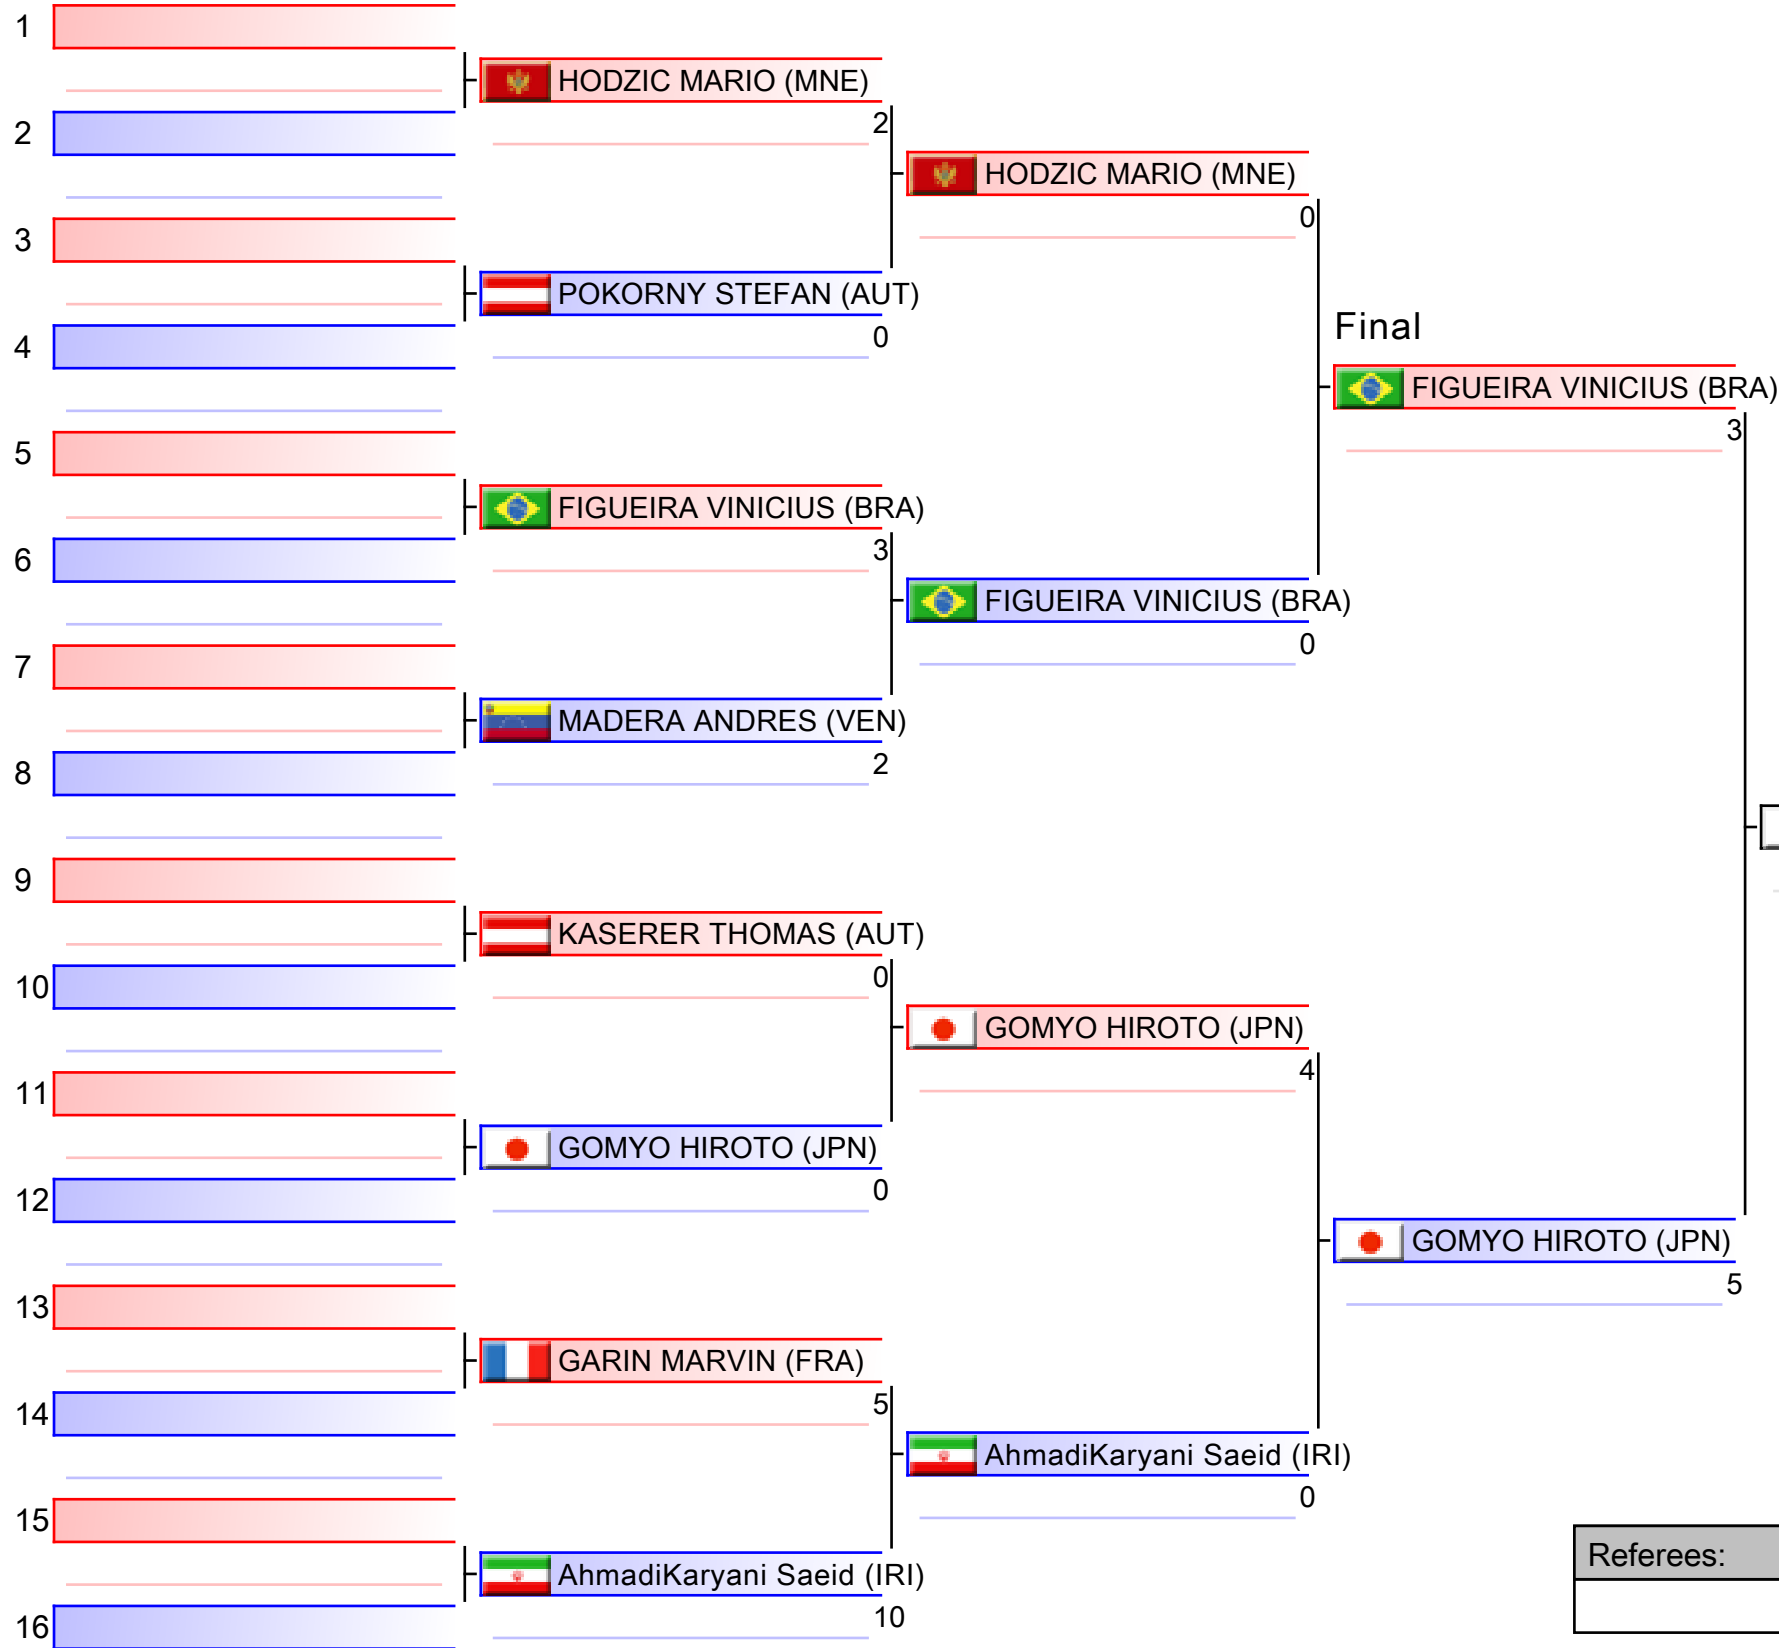 1
HODZIC MARIO (MNE)
2
2
HODZIC MARIO (MNE)
0
3
POKORNY STEFAN (AUT)
0
4
Final
FIGUEIRA VINICIUS (BRA)
3
5
FIGUEIRA VINICIUS (BRA)
3
6
FIGUEIRA VINICIUS (BRA)
0
7
MADERA ANDRES (VEN)
2
8
9
KASERER THOMAS (AUT)
0
10
GOMYO HIROTO (JPN)
4
11
GOMYO HIROTO (JPN)
0
12
GOMYO HIROTO (JPN)
5
13
GARIN MARVIN (FRA)
5
14
AhmadiKaryani Saeid (IRI)
0
15
AhmadiKaryani Saeid (IRI)
10
16
Referees: